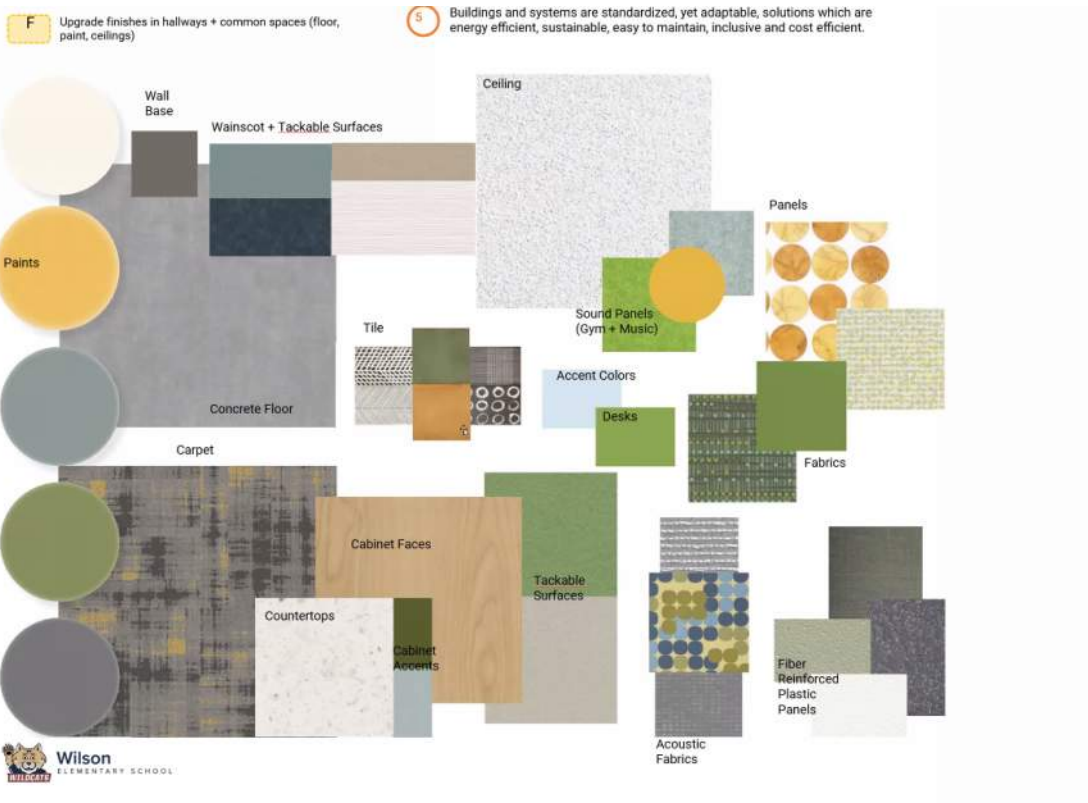 F
Upgrade finishes in hallways + common spaces (floor,
paint, ceilings)
5
Buildings and systems are standardized, yet adaptable, solutions which are
energy efficient, sustainable, easy to maintain, inclusive and cost efficient.
Ceiling
Wall
Base
Wainscot + Tackable Surfaces
Panels
Paints
Sound Panels
(Gym + Music)
Tile
Accent Colors
Concrete Floor
Desks
Carpet
Fabrics
Cabinet Faces
Tackable
Surfaces
Countertops
Cabinet
Accents
Fiber
Reinforced
Plastic
Panels
Acoustic
Fabrics
WILDCATS
Wilson
ELEMENTARY SCHOOL